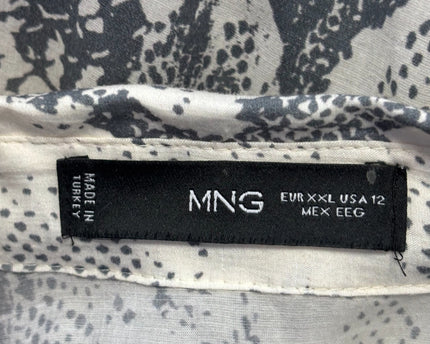 MADE IN
TURKEY
MNG
EUR XXL USA 12
MEX EEG